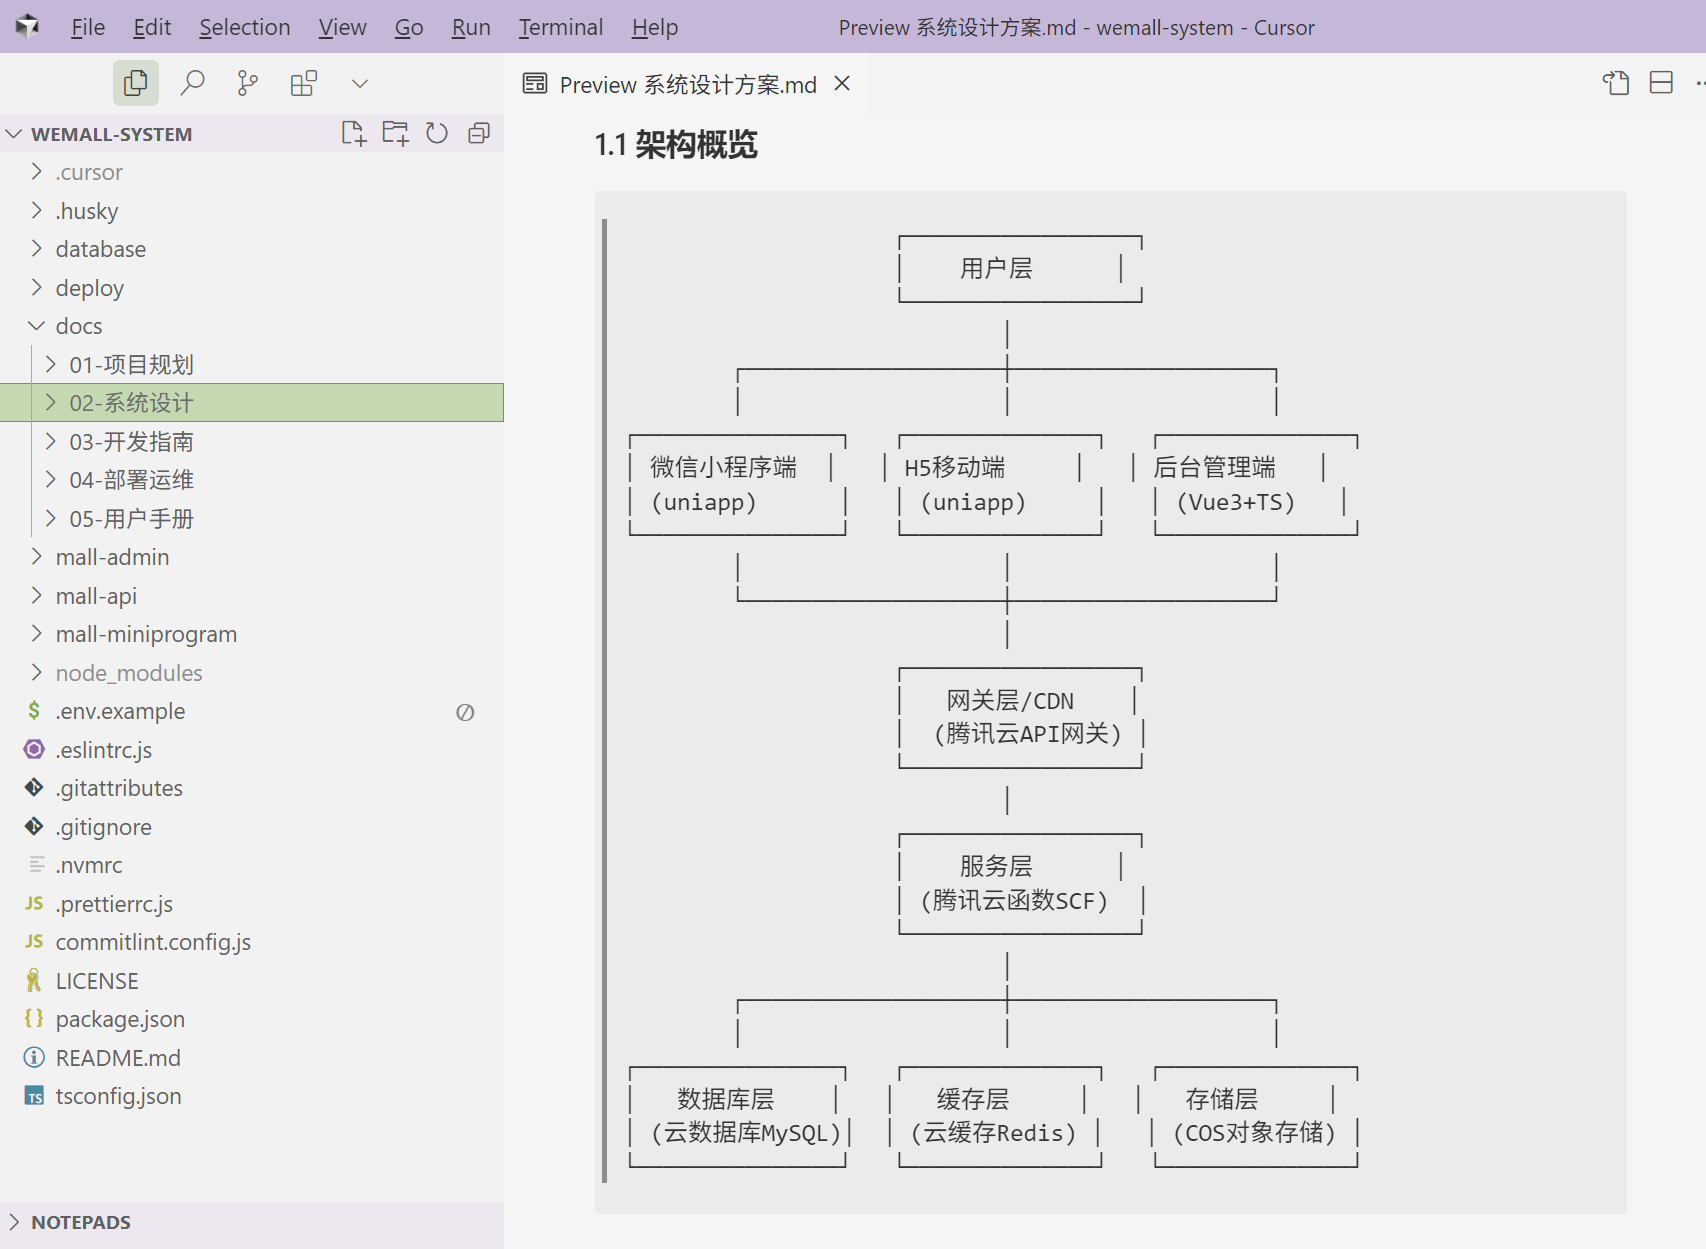 File Edit Selection View Go Run Terminal Help
Preview 系统设计方案.md - wemall-system - Cursor
Preview 系统设计方案.md
WEMALL-SYSTEM
.cursor
.husky
database
deploy
docs
01-项目规划
02-系统设计
03-开发指南
04-部署运维
05-用户手册
mall-admin
mall-api
mall-miniprogram
node_modules
$ .env.example
.eslintrc.js
.gitattributes
.gitignore
.nvmrc
JS .prettierrc.js
JS commitlint.config.js
LICENSE
{} package.json
README.md
TS tsconfig.json
NOTEPADS
1.1 架构概览
用户层
微信小程序端 H5移动端 后台管理端
(uniapp) (uniapp) (Vue3+TS)
网关层/CDN
(腾讯云API网关)
服务层
(腾讯云函数SCF)
数据库层 缓存层 存储层
(云数据库MySQL) (云缓存Redis) (COS对象存储)